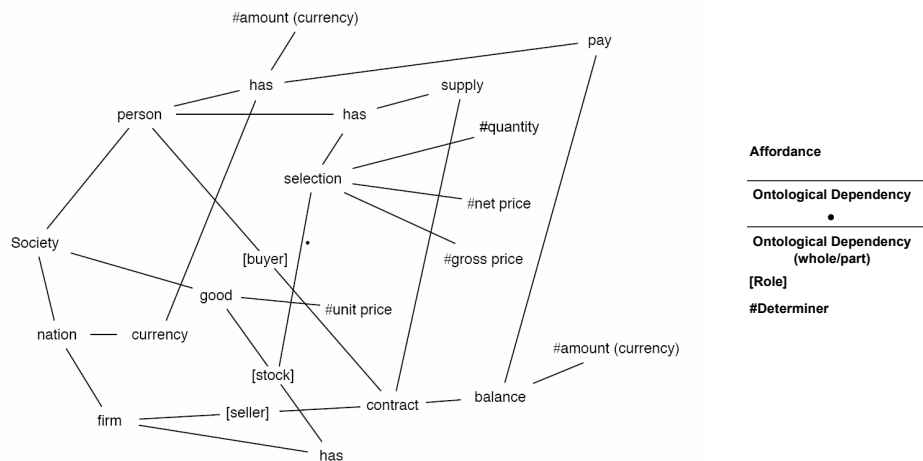 #amount (currency)
pay
has
supply
person
has
#quantity
selection
#net price
Society
[buyer]
#gross price
good
#unit price
nation
currency
#amount (currency)
[stock]
balance
contract
[seller]
firm
has
Affordance
Ontological Dependency
Ontological Dependency
(whole/part)
[Role]
#Determiner